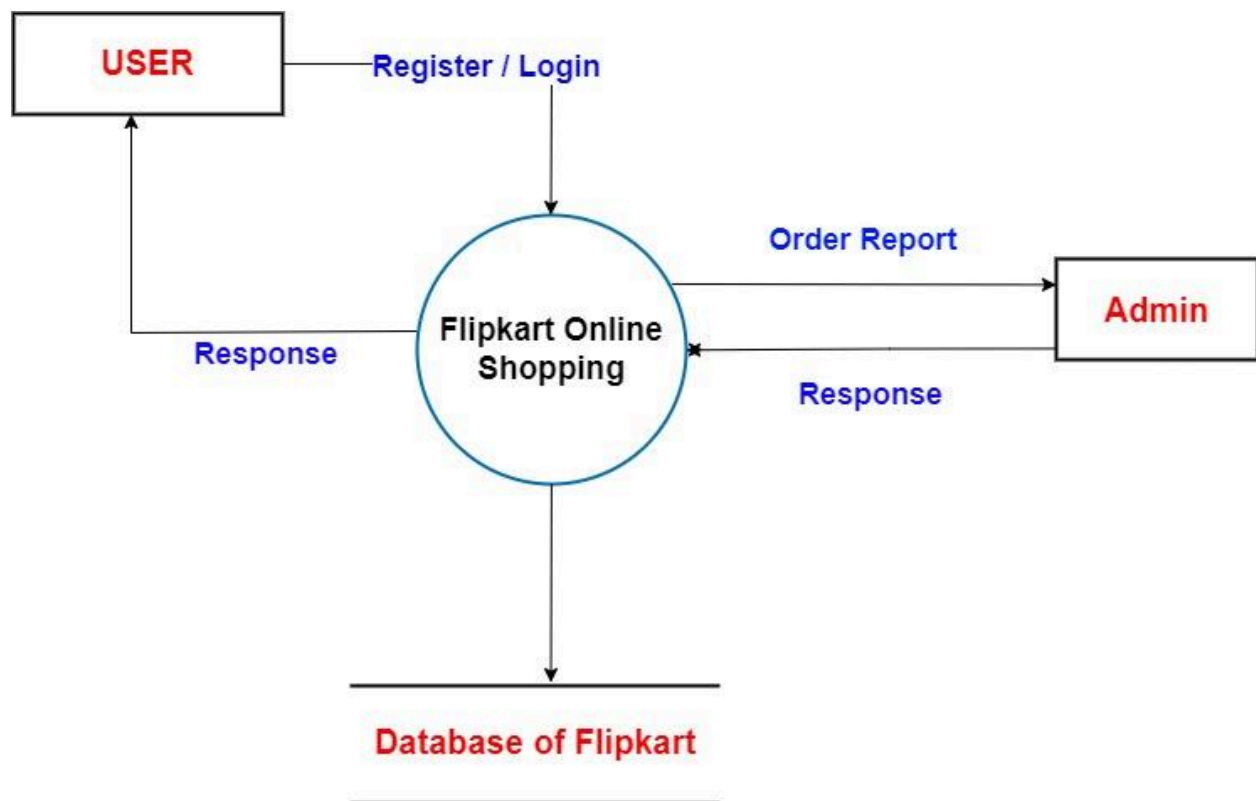 USER
Register / Login
Order Report
Admin
Flipkart Online
Shopping
Response
Response
Database of Flipkart